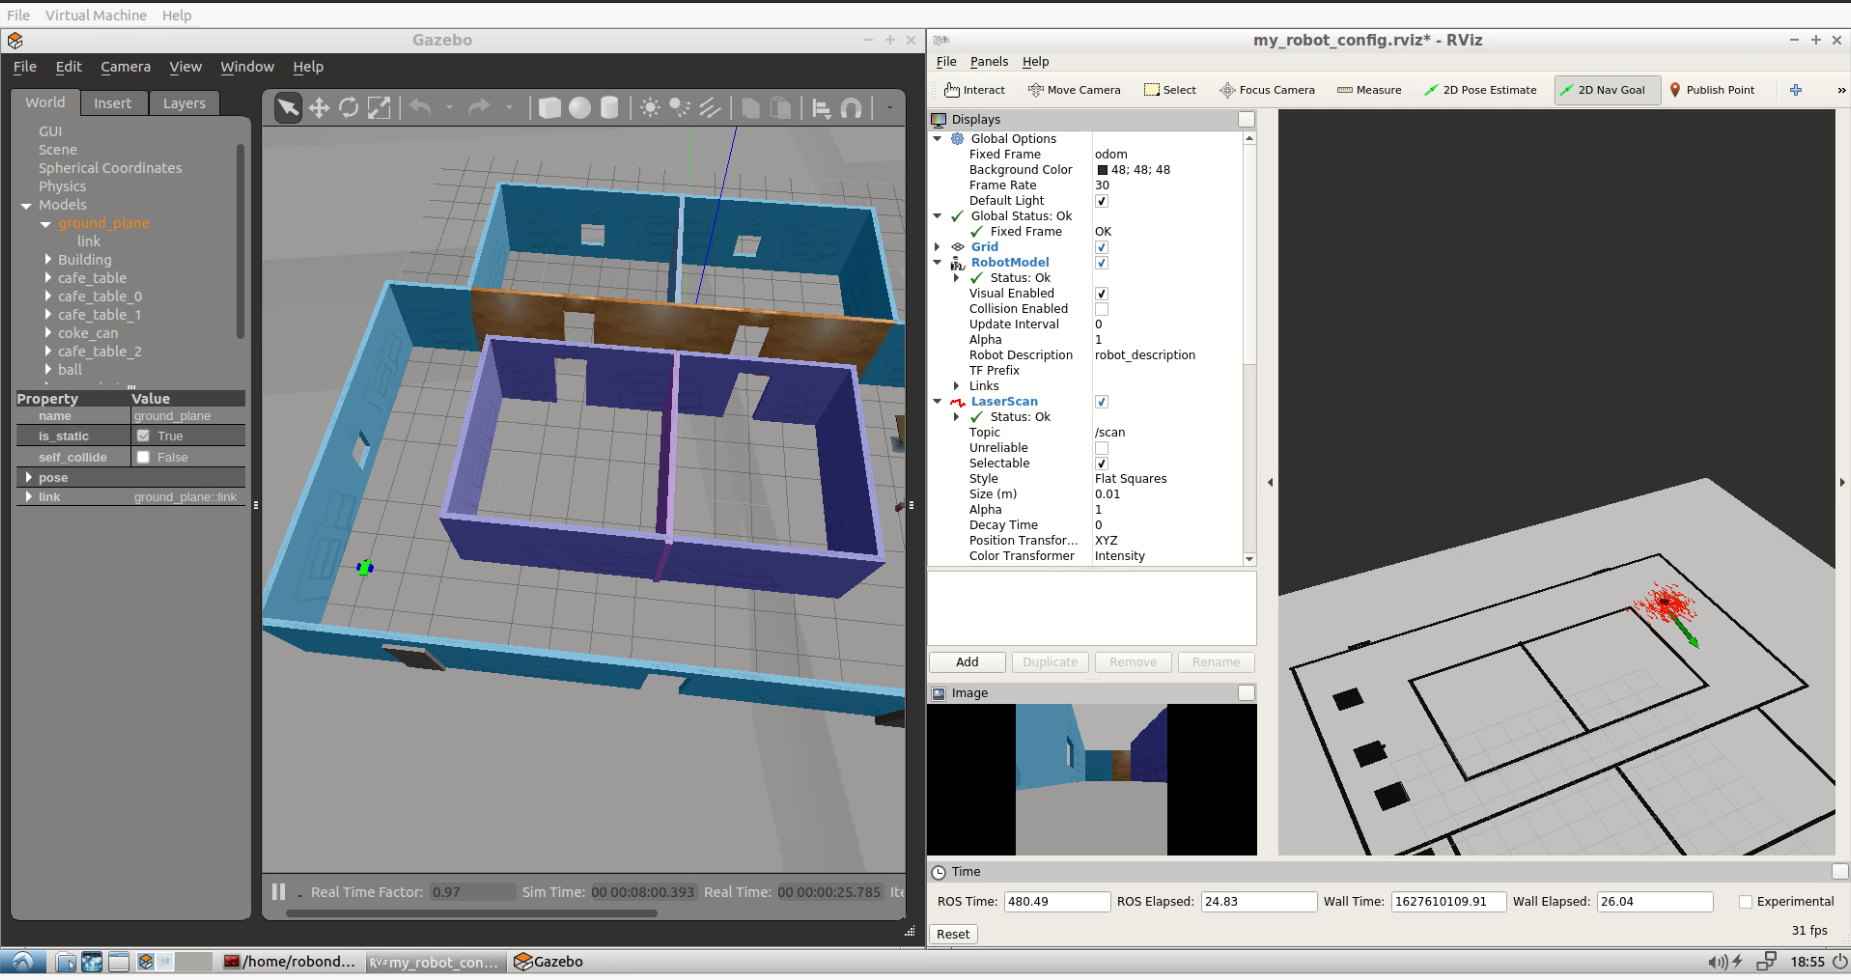 File Virtual Machine Help
Gazebo
my_robot_config.rviz* - RViz
File Edit Camera View Window Help
File Panels Help
World Insert Layers
Interact Move Camera Select Focus Camera Measure 2D Pose Estimate 2D Nav Goal Publish Point
GUI
Scene
Spherical Coordinates
Physics
Models
ground_plane
link
Building
cafe_table
cafe_table_0
cafe_table_1
coke_can
cafe_table_2
ball
Property Value
name ground_plane
is_static True
self_collide False
pose
link ground_plane::link
Real Time Factor: 0.97 Sim Time: 00 00:08:00.393 Real Time: 00 00:00:25.785 Ite
Displays
Global Options
Fixed Frame odom
Background Color 48; 48; 48
Frame Rate 30
Default Light
Global Status: Ok
Fixed Frame OK
Grid
RobotModel
Status: Ok
Visual Enabled
Collision Enabled
Update Interval 0
Alpha 1
Robot Description robot_description
TF Prefix
Links
LaserScan
Status: Ok
Topic /scan
Unreliable
Selectable
Style Flat Squares
Size (m) 0.01
Alpha 1
Decay Time 0
Position Transfor... XYZ
Color Transformer Intensity
Add Duplicate Remove Rename
Image
Time
ROS Time: 480.49 ROS Elapsed: 24.83 Wall Time: 1627610109.91 Wall Elapsed: 26.04 Experimental
Reset 31 fps
/home/robond... my_robot_con... Gazebo 18:55